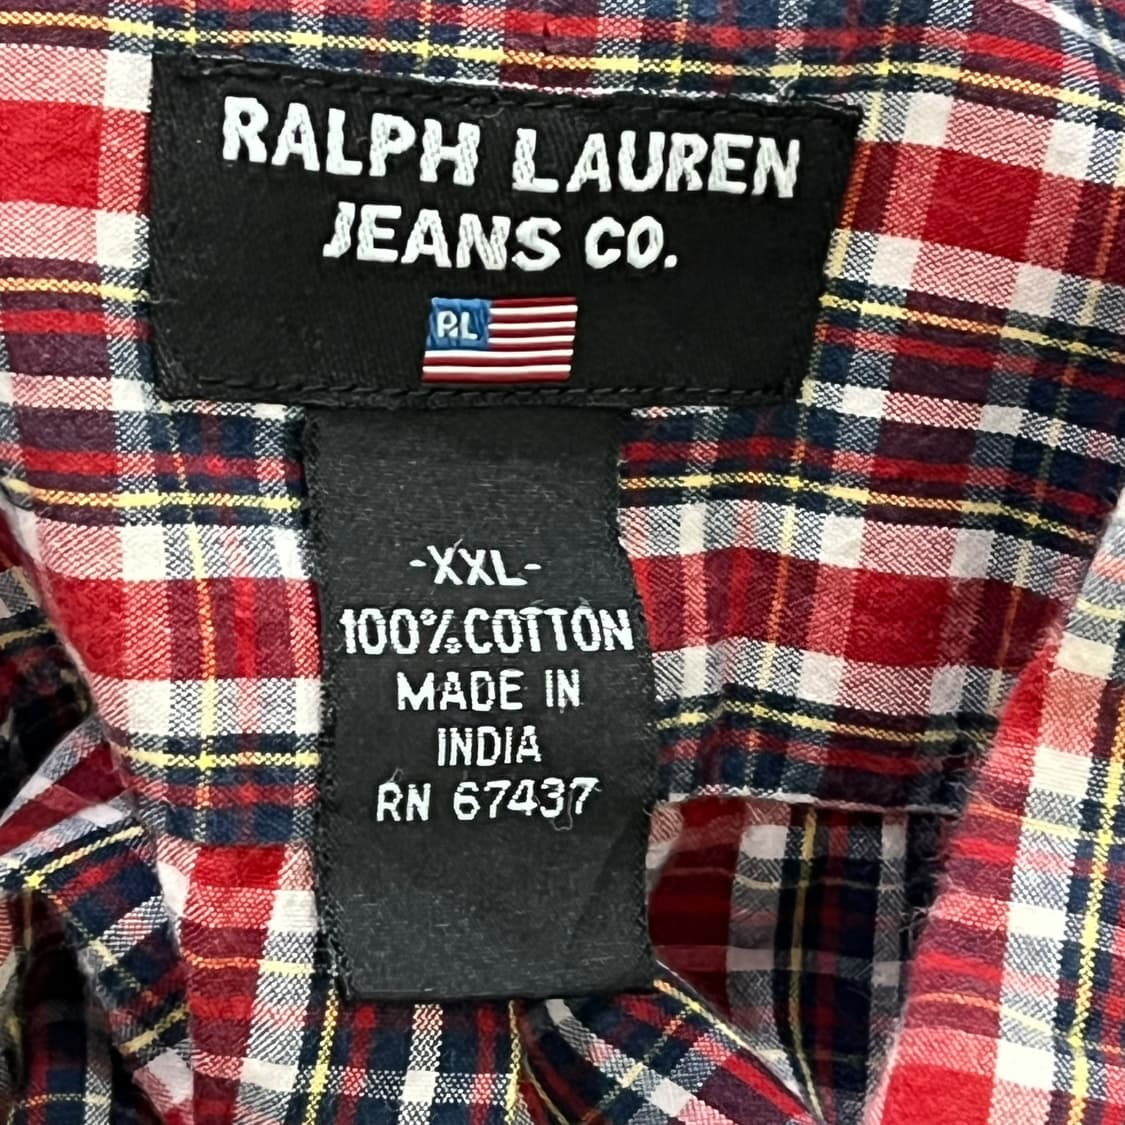 RALPH LAUREN
JEANS CO.
RL
-XXL-
100% COTTON
MADE IN
INDIA
RN 67437